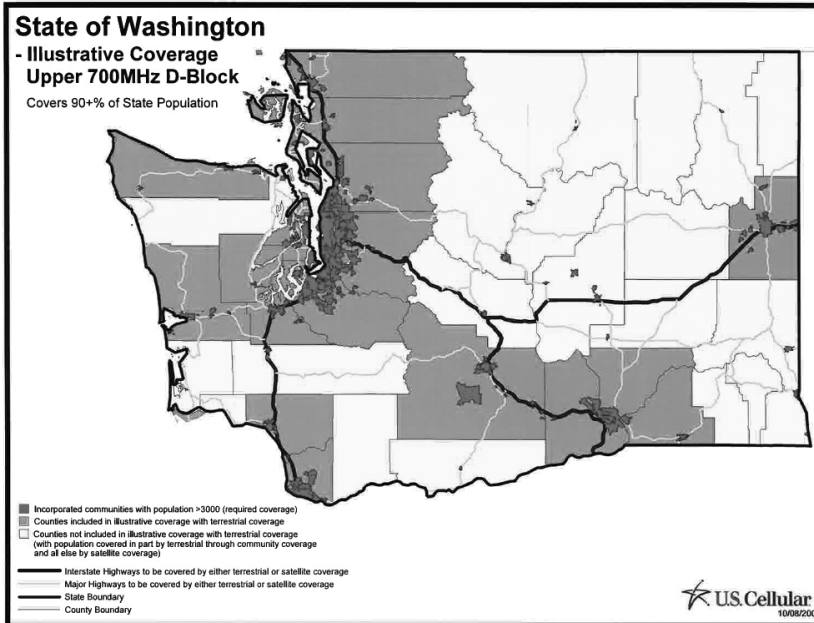 State of Washington
- Illustrative Coverage
Upper 700MHz D-Block
Covers 90+% of State Population
Incorporated communities with population >3000 (required coverage)
Counties included in illustrative coverage with terrestrial coverage
Counties not included in illustrative coverage with terrestrial coverage
(with population covered in part by terrestrial through community coverage
and all else by satellite coverage)
Interstate Highways to be covered by either terrestrial or satellite coverage
Major Highways to be covered by either terrestrial or satellite coverage
State Boundary
County Boundary
U.S. Cellular